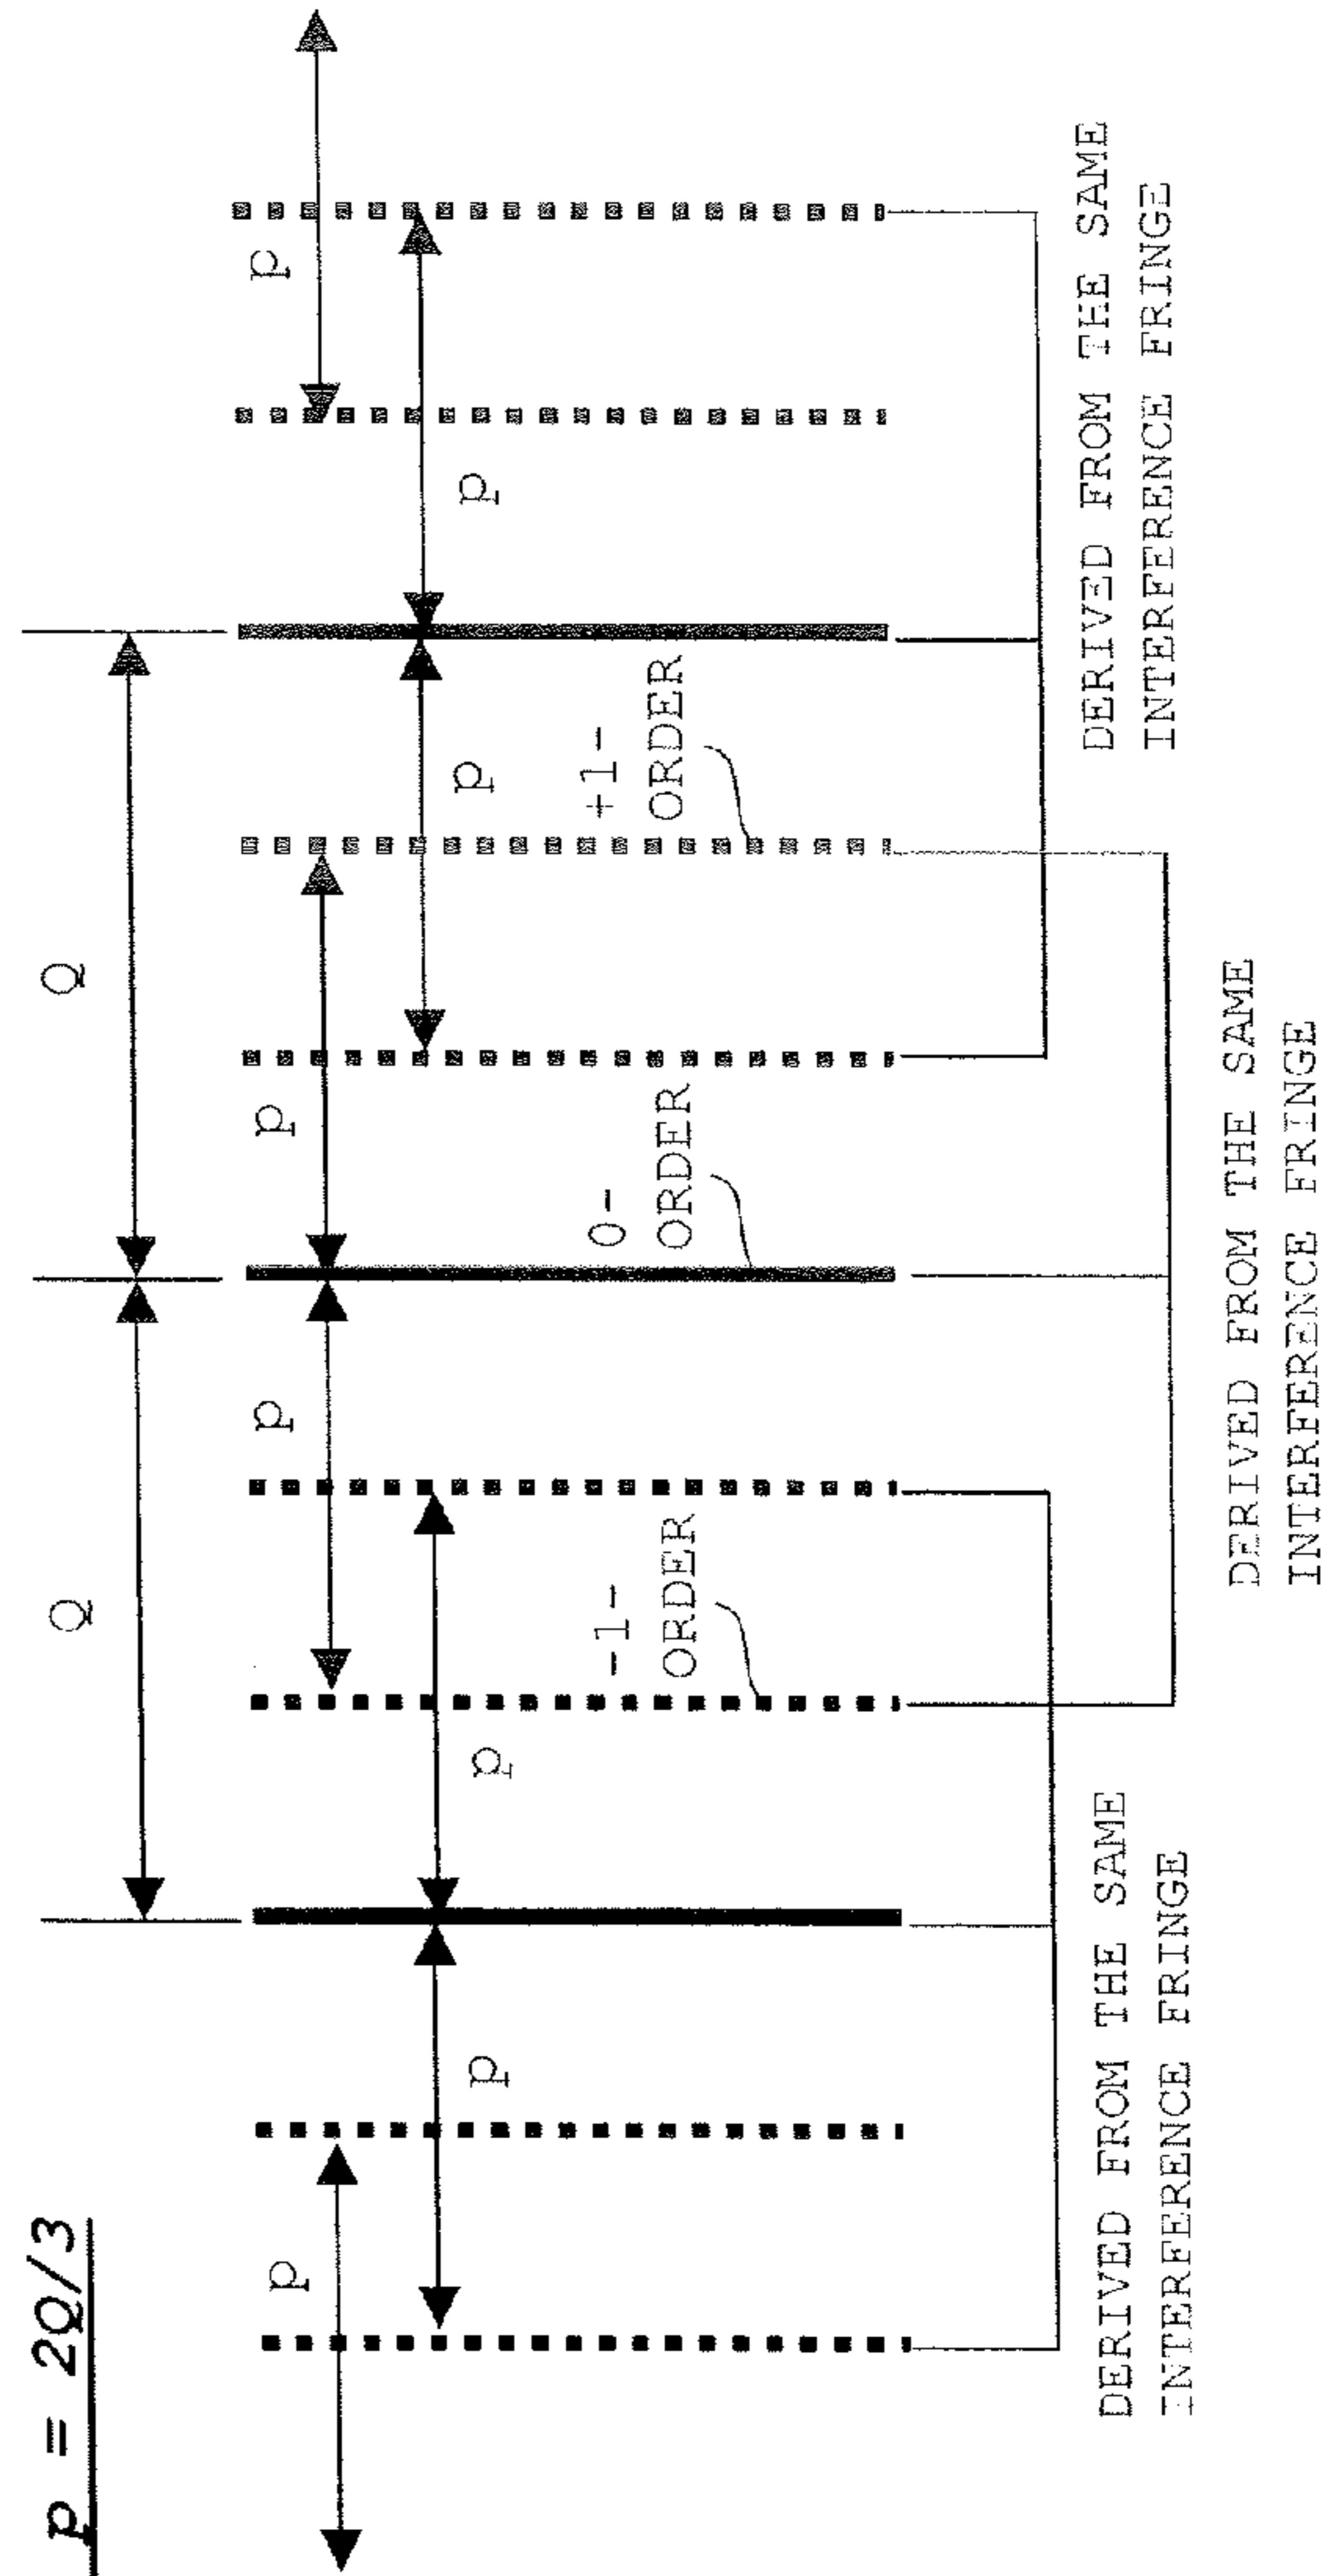 p = 2Q/3
Q
Q
p
p
p
p
p
p
p
p
-1-
ORDER
0-
ORDER
+1-
ORDER
DERIVED FROM THE SAME
INTERFERENCE FRINGE
DERIVED FROM THE SAME
INTERFERENCE FRINGE
DERIVED FROM THE SAME
INTERFERENCE FRINGE